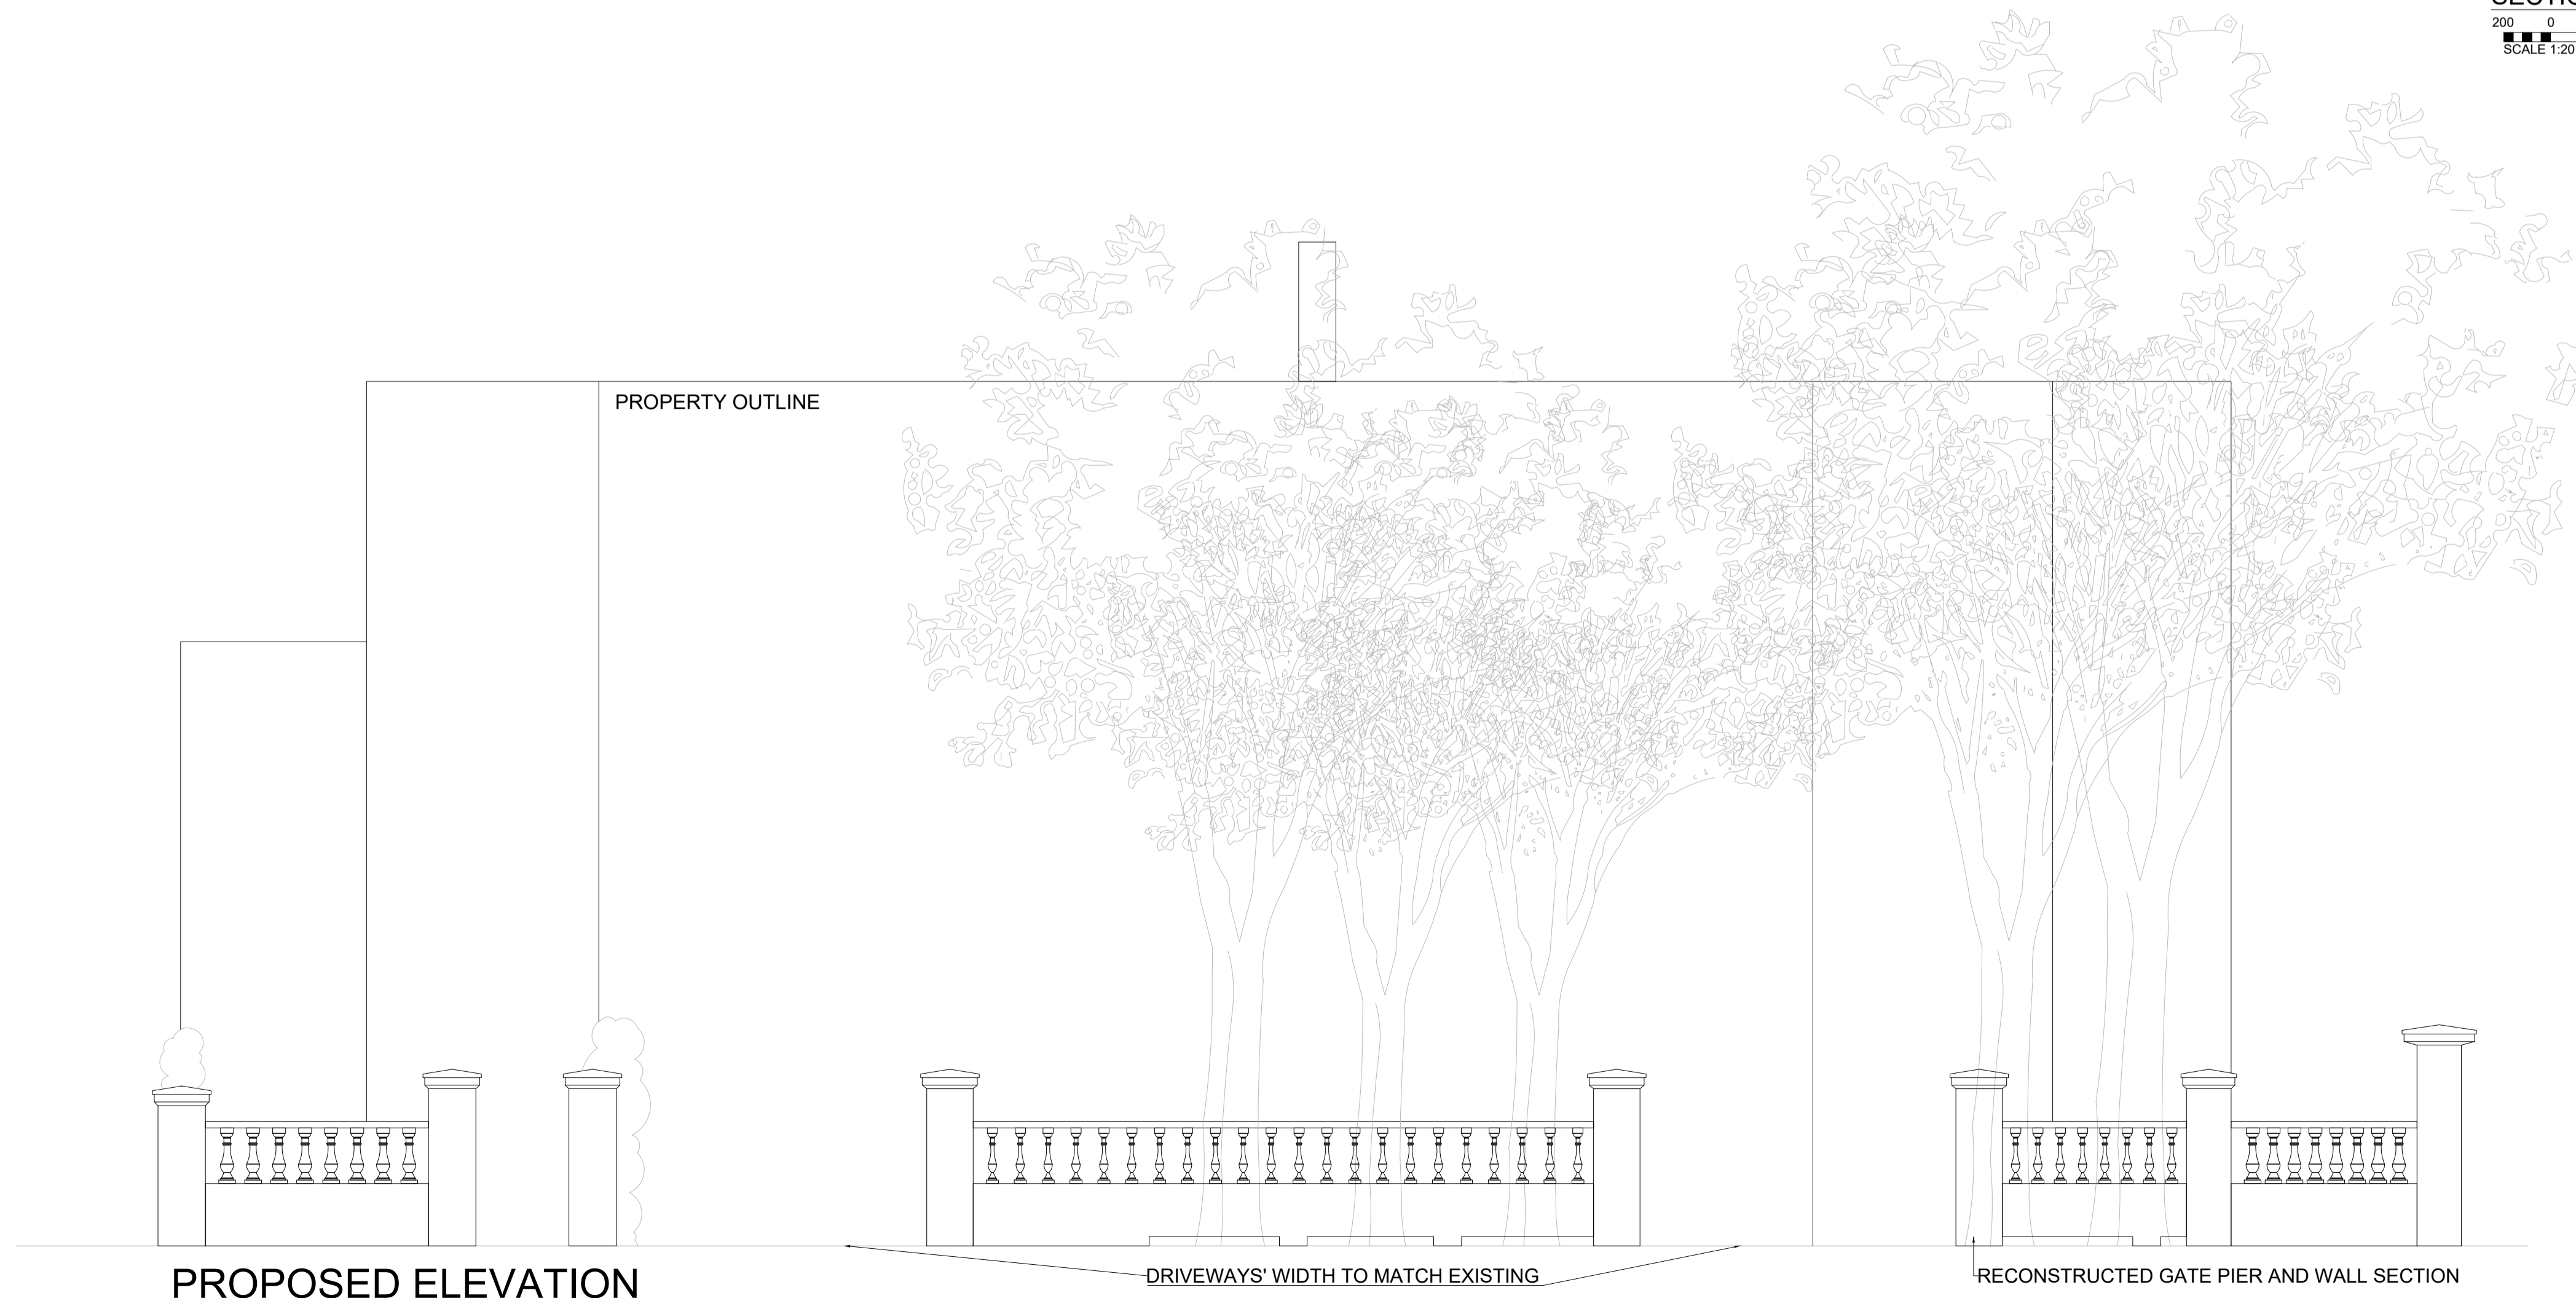 200 0
SCALE 1:20
PROPERTY OUTLINE
DRIVEWAYS' WIDTH TO MATCH EXISTING
RECONSTRUCTED GATE PIER AND WALL SECTION
PROPOSED ELEVATION